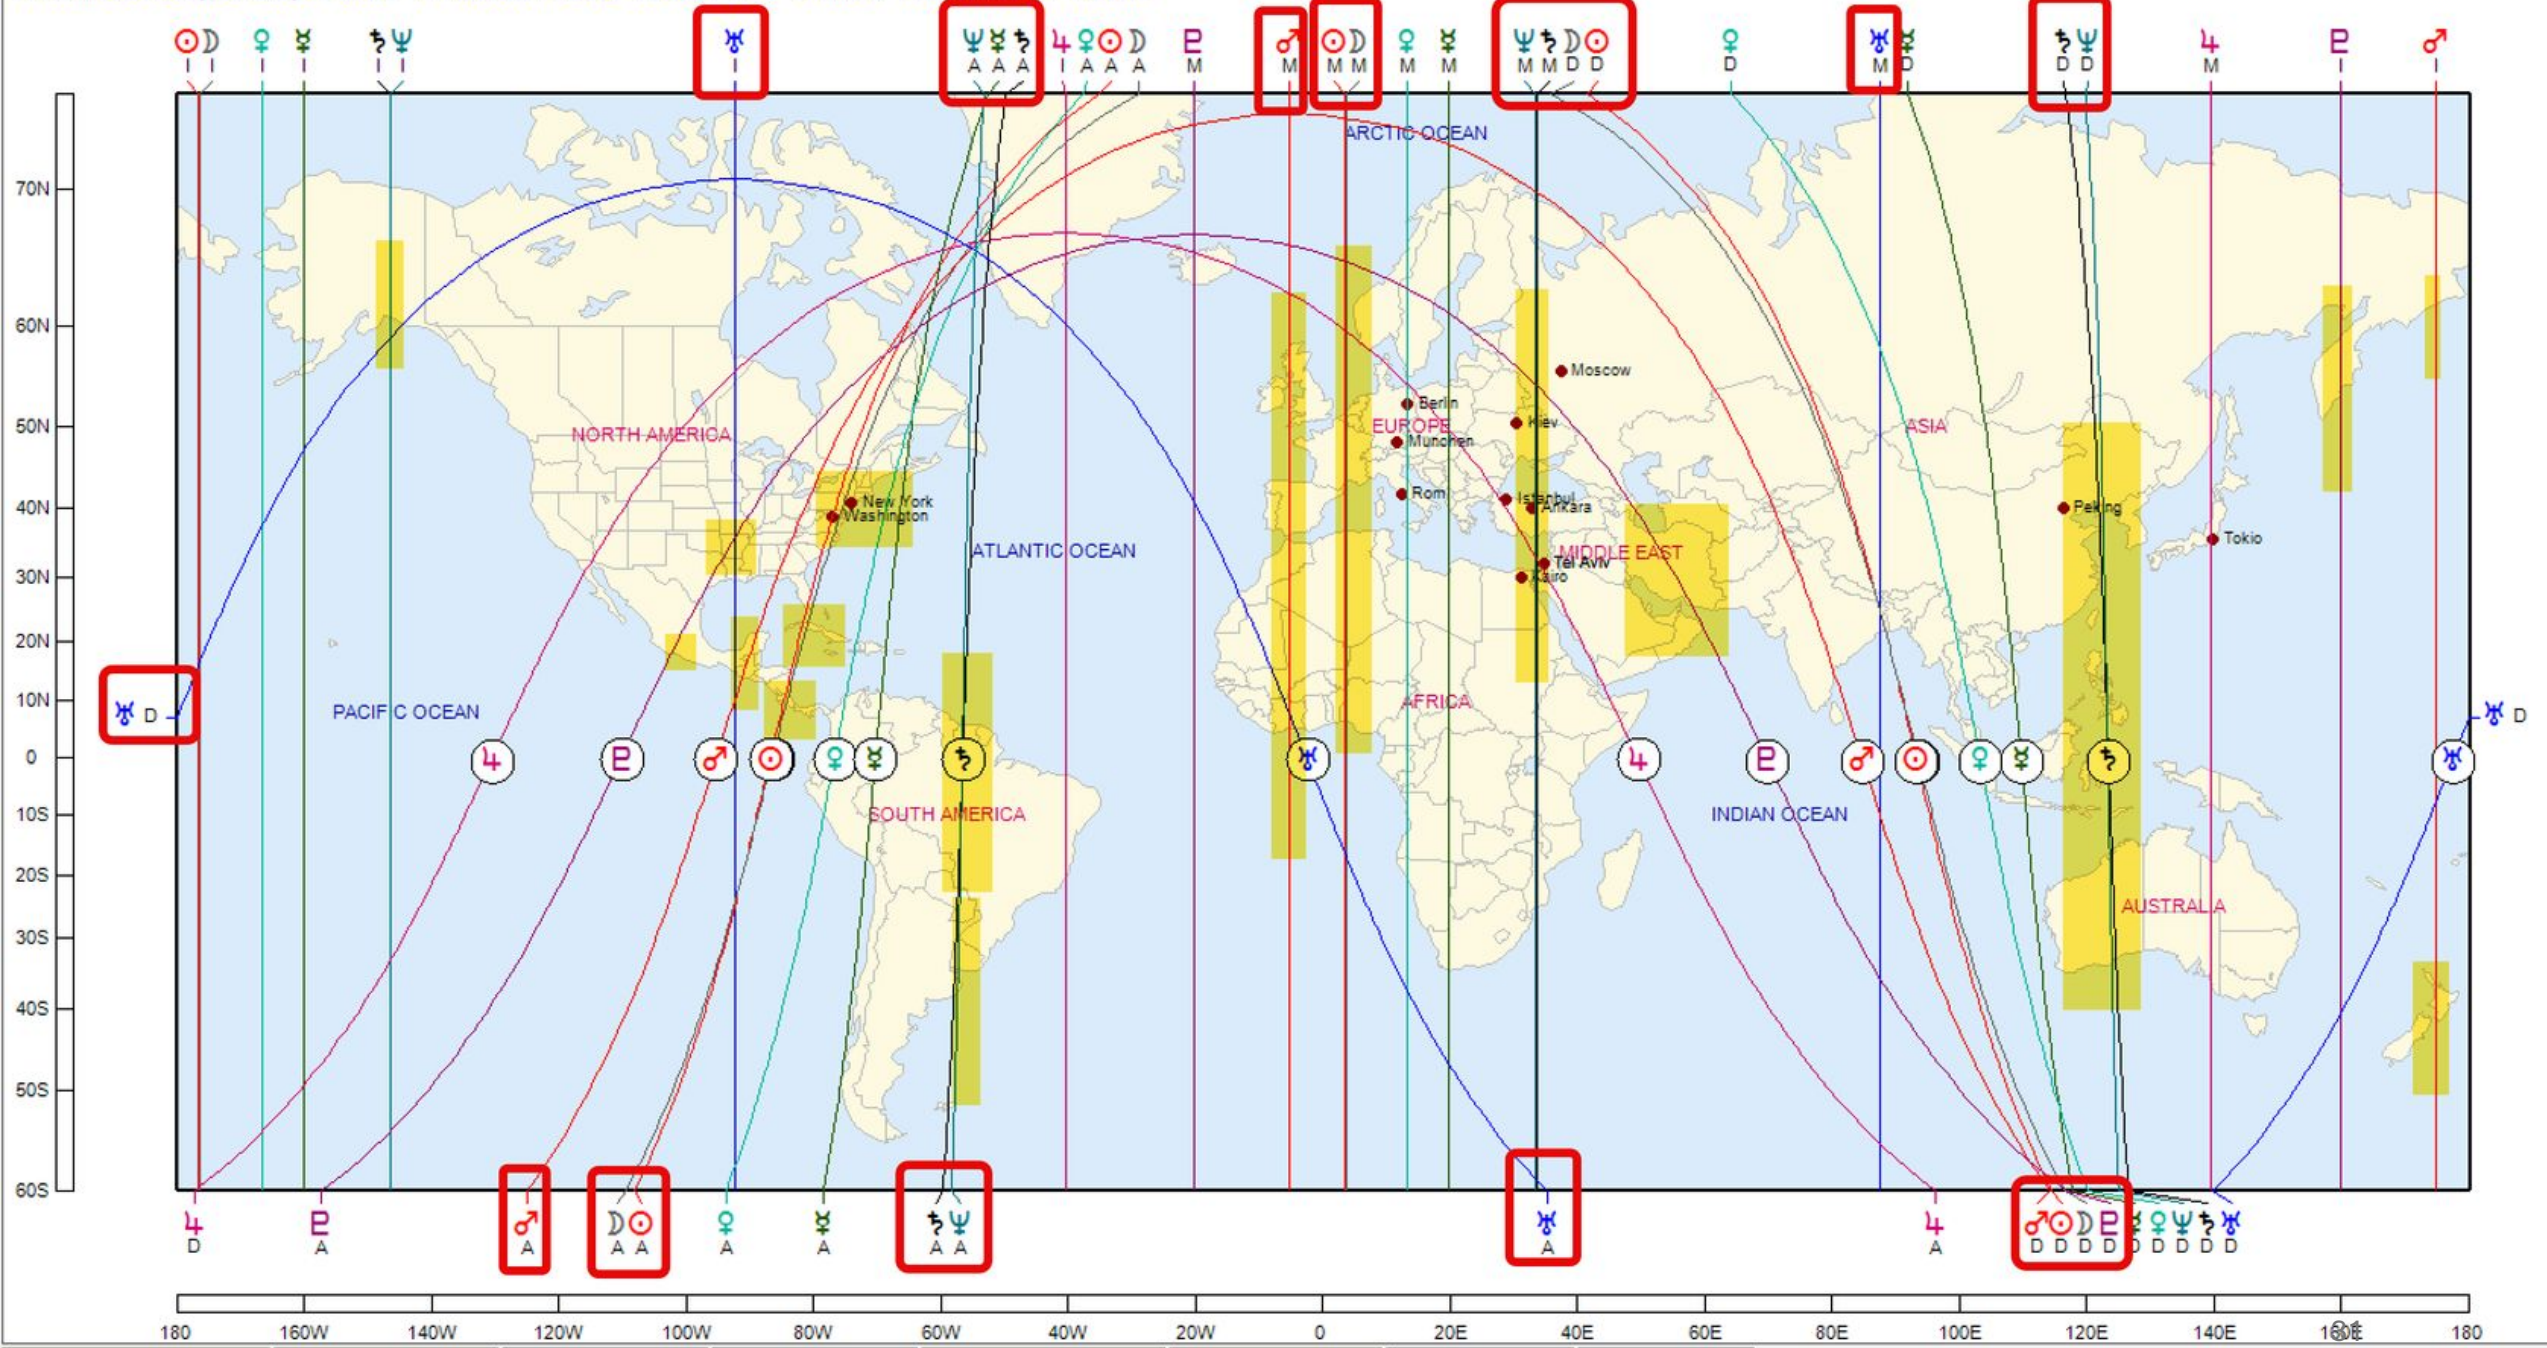 ☉ ☽ ♀ ☿ ♄ ♆ ♅ ♆ ☿ ♄ ♃ ♀ ☉ ☽ ♇ ♂ ☉ ☽ ♀ ☿ ♆ ♄ ☽ ☉ ♀ ♅ ☿ ♄ ♆ ♃ ♇ ♂
I I I I I I I A A A I A A A M M M M M M M M D D D M D D D M I I
ARCTIC OCEAN
70N
60N
Moscow
Berlin
50N
NORTH AMERICA
EUROPE
Kiev
ASIA
Munchen
Rom
Istanbul
New York
40N
Washington
Ankara
Peking
Tokio
ATLANTIC OCEAN
MIDDLE EAST
Tel Aviv
30N
Kairo
20N
10N
AFRICA
♅ D
PACIFIC OCEAN
♅ D
0
♃ ♇ ♂ ☉ ♀ ☿ ♄ ♅ ♃ ♇ ♂ ☉ ♀ ☿ ♄ ♅
10S
SOUTH AMERICA
INDIAN OCEAN
20S
AUSTRALIA
30S
40S
50S
60S
♃ ♇ ♂ ☽ ☉ ♀ ☿ ♄ ♆ ♅ ♃ ♂ ☉ ☽ ♇ ☿ ♀ ♆ ♄ ♅
D A A A A A A A A A A D D D D D D D D D
180 160W 140W 120W 100W 80W 60W 40W 20W 0 20E 40E 60E 80E 100E 120E 140E 160E 180